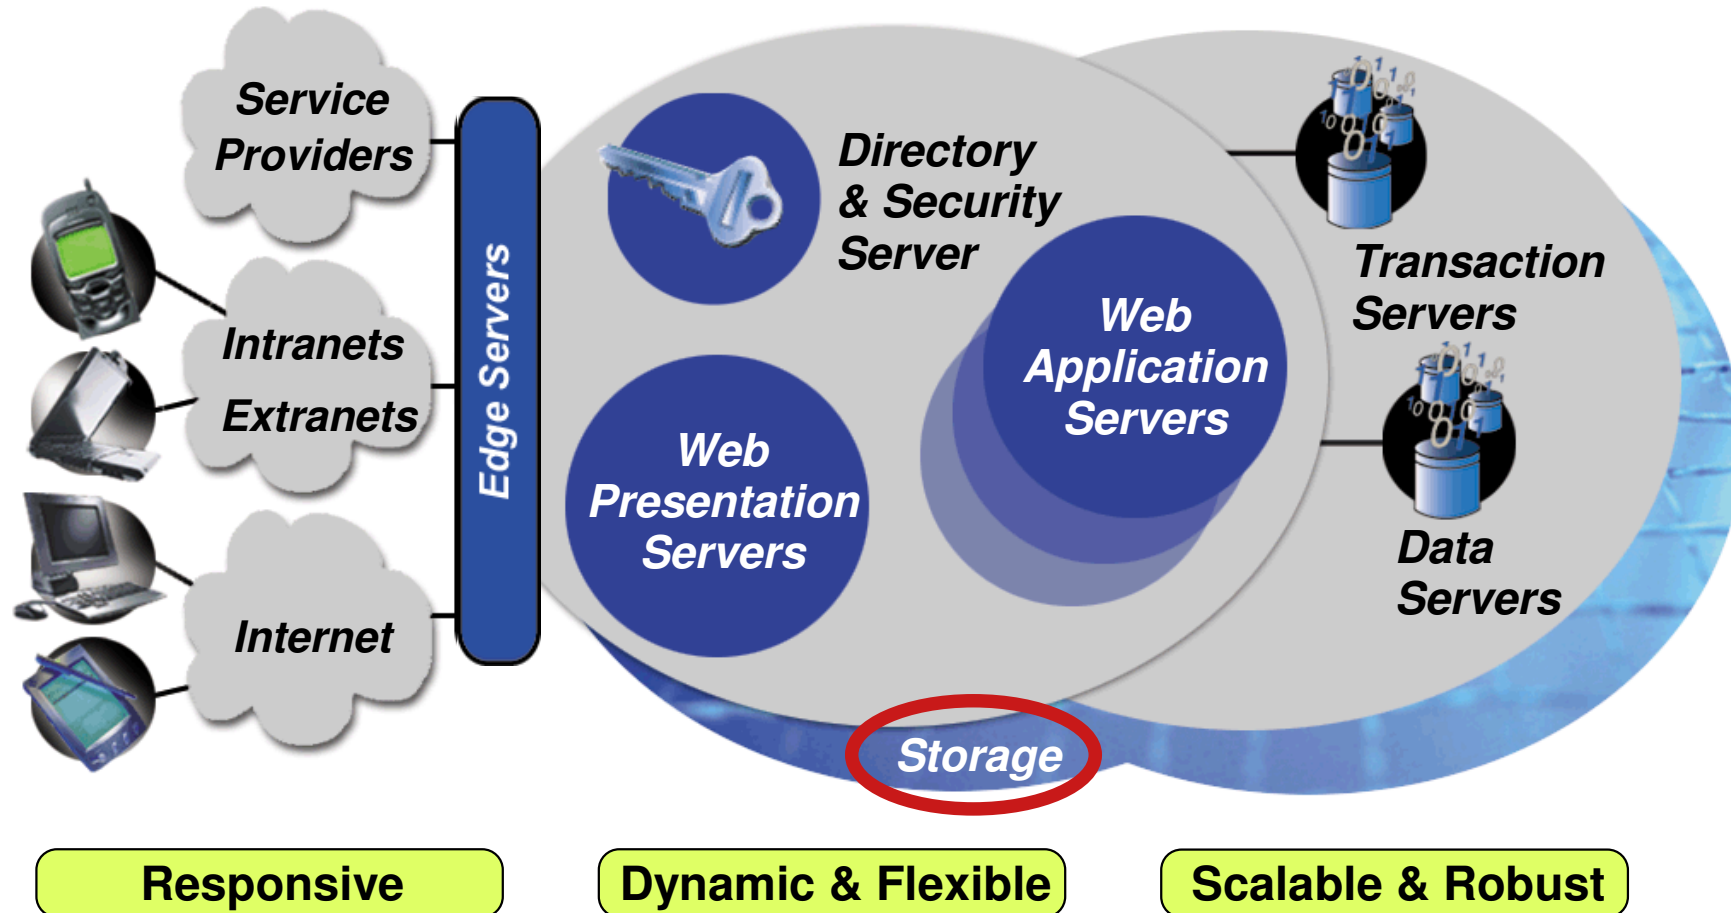 Service
Providers
Intranets
Extranets
Internet
Edge Servers
Directory
& Security
Server
Web
Presentation
Servers
Web
Application
Servers
Transaction
Servers
Data
Servers
Storage
Responsive
Dynamic & Flexible
Scalable & Robust